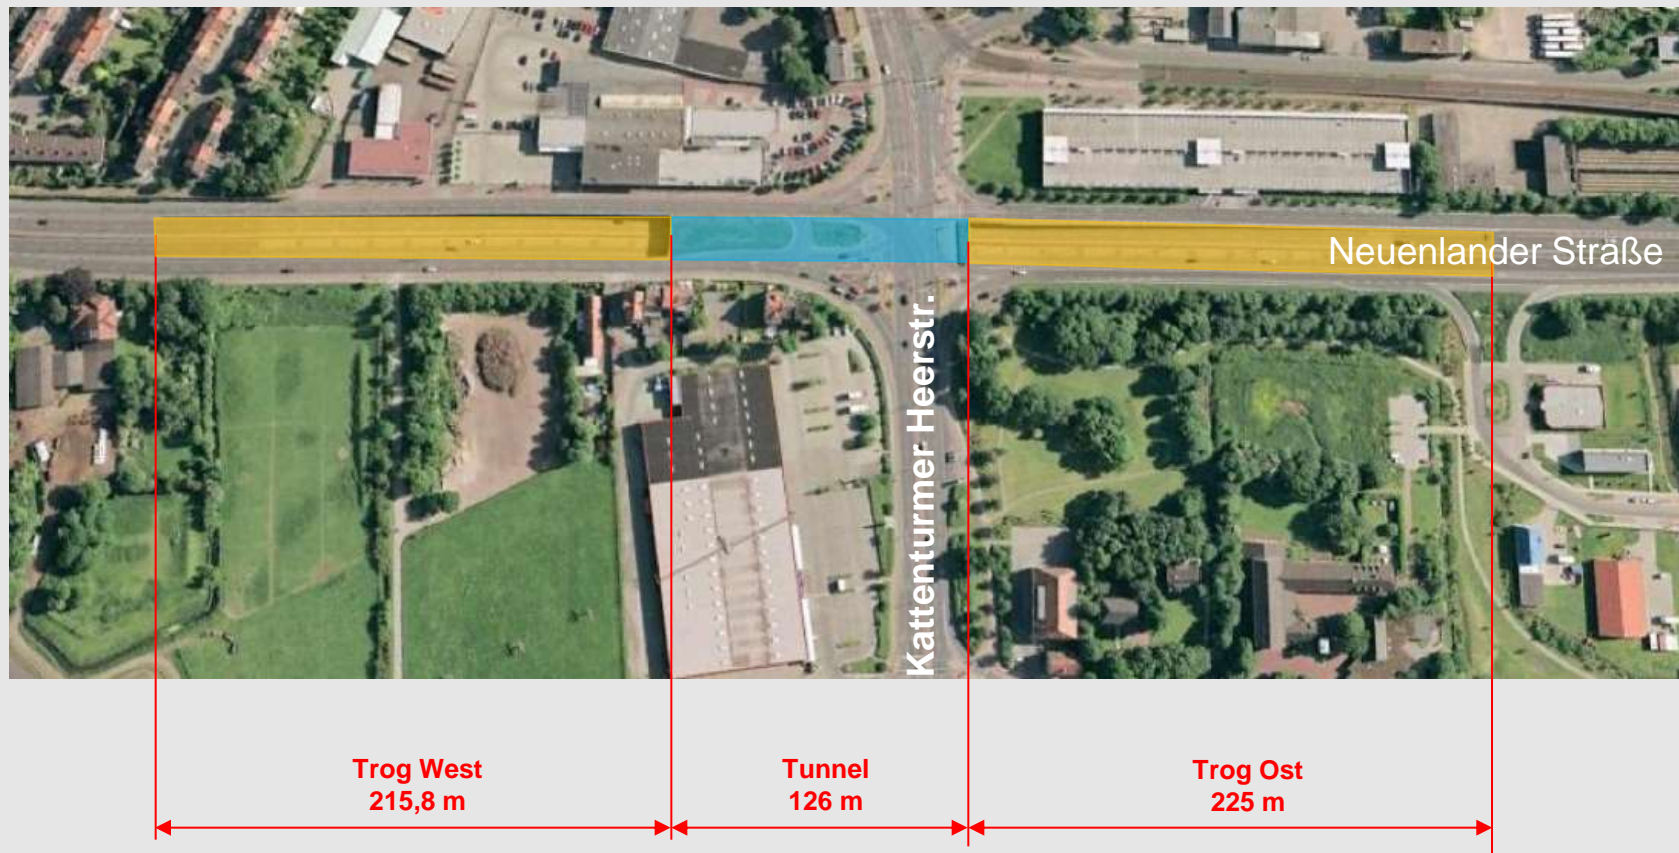 Neuenlander Straße
Kattenturmer Heerstr.
Trog West
215,8 m
Tunnel
126 m
Trog Ost
225 m